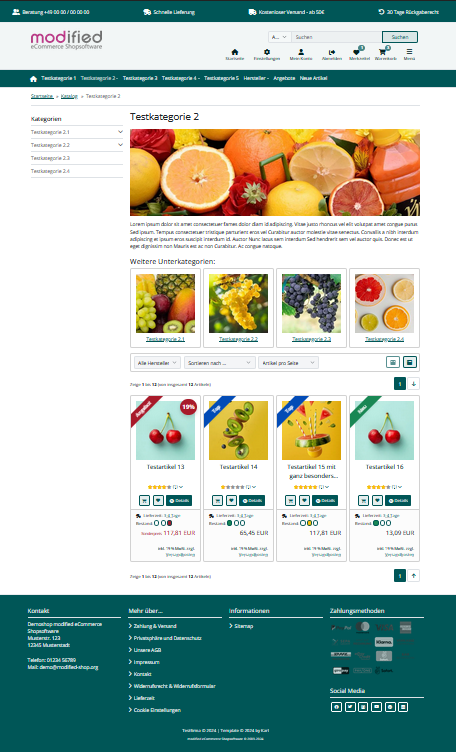 Beratung +49 00 00 / 00 00 00
Schnelle Lieferung
Kostenloser Versand - ab 50€
30 Tage Rückgaberecht
modified
eCommerce Shopsoftware
A...
Suchen
Suchen
Startseite
Einstellungen
Mein Konto
Abmelden
Merkzettel
Warenkorb
Menü
Testkategorie 1
Testkategorie 2
Testkategorie 3
Testkategorie 4
Testkategorie 5
Hersteller
Angebote
Neue Artikel
Startseite » Katalog » Testkategorie 2
Kategorien
Testkategorie 2.1
Testkategorie 2.2
Testkategorie 2.3
Testkategorie 2.4
Testkategorie 2
Lorem ipsum dolor sit amet consectetuer fames dolor diam id adipiscing. Vitae justo rhoncus vel elit volutpat amet congue purus
Sed ipsum. Tempus consectetuer tristique parturient eros vel Curabitur auctor molestie vitae senectus. Convallis a nibh interdum
adipiscing et ipsum eros suscipit interdum id. Auctor Nunc lacus sem interdum Sed hendrerit sem vel auctor quis. Donec est ut
eget dignissim non Mauris est ac non Curabitur. Ac congue natoque.
Weitere Unterkategorien:
Testkategorie 2.1
Testkategorie 2.2
Testkategorie 2.3
Testkategorie 2.4
Alle Hersteller
Sortieren nach ...
Artikel pro Seite
Zeige 1 bis 12 (von insgesamt 12 Artikeln)
1
Angebot
19%
Testartikel 13
Details
Lieferzeit: 3-4 Tage
Bestand:
117,81 EUR
inkl. 19 % MwSt. zzgl.
Versandkosten
Top
Testartikel 14
Details
Lieferzeit: 3-4 Tage
Bestand:
65,45 EUR
inkl. 19 % MwSt. zzgl.
Versandkosten
Top
Testartikel 15 mit
ganz besonders...
Details
Lieferzeit: 3-4 Tage
Bestand:
117,81 EUR
inkl. 19 % MwSt. zzgl.
Versandkosten
Neu
Testartikel 16
Details
Lieferzeit: 3-4 Tage
Bestand:
13,09 EUR
inkl. 19 % MwSt. zzgl.
Versandkosten
Zeige 1 bis 12 (von insgesamt 12 Artikeln)
1
Kontakt
Demoshop modified eCommerce
Shopsoftware
Musterstr. 123
12345 Musterstadt
Telefon: 01234 56789
Mail: demo@modified-shop.org
Mehr über...
Zahlung & Versand
Privatsphäre und Datenschutz
Unsere AGB
Impressum
Kontakt
Widerrufsrecht & Widerrufsformular
Lieferzeit
Cookie Einstellungen
Informationen
Sitemap
Zahlungsmethoden
Klarna.
Social Media
Testfirma © 2024 | Template © 2024 by Karl